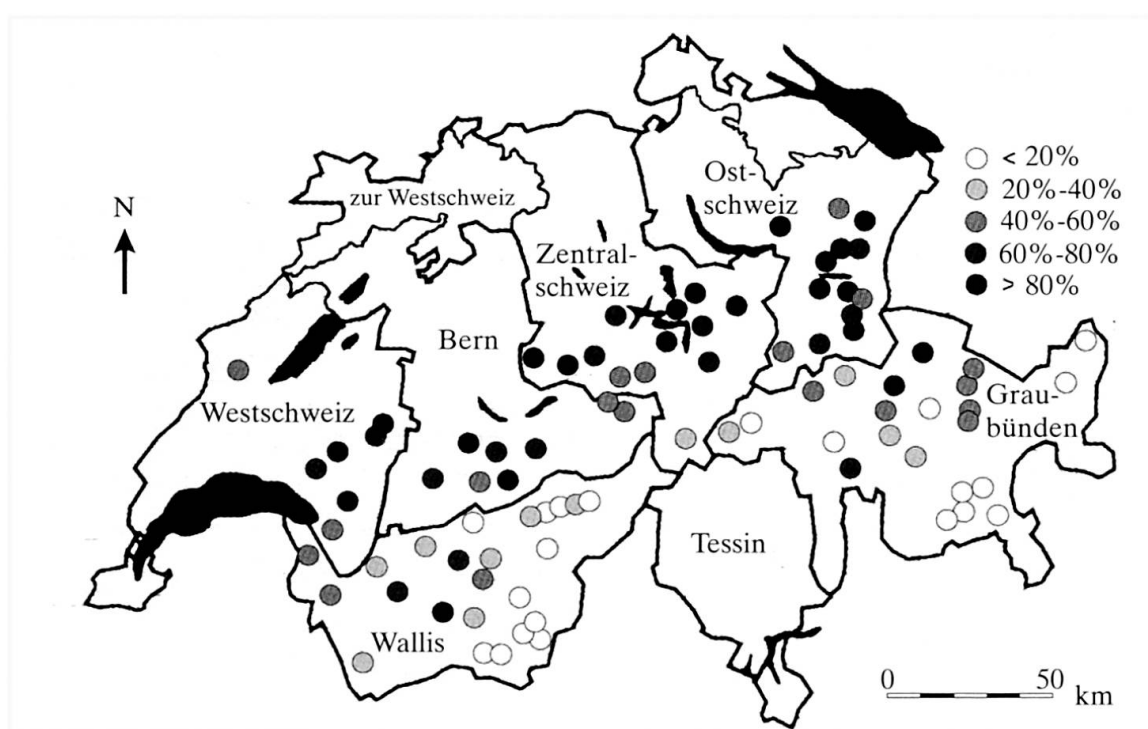 Ost-
schweiz
< 20%
20%-40%
40%-60%
60%-80%
> 80%
zur Westschweiz
N
Zentral-
schweiz
Bern
Westschweiz
Grau-
bünden
Tessin
Wallis
0 50 km